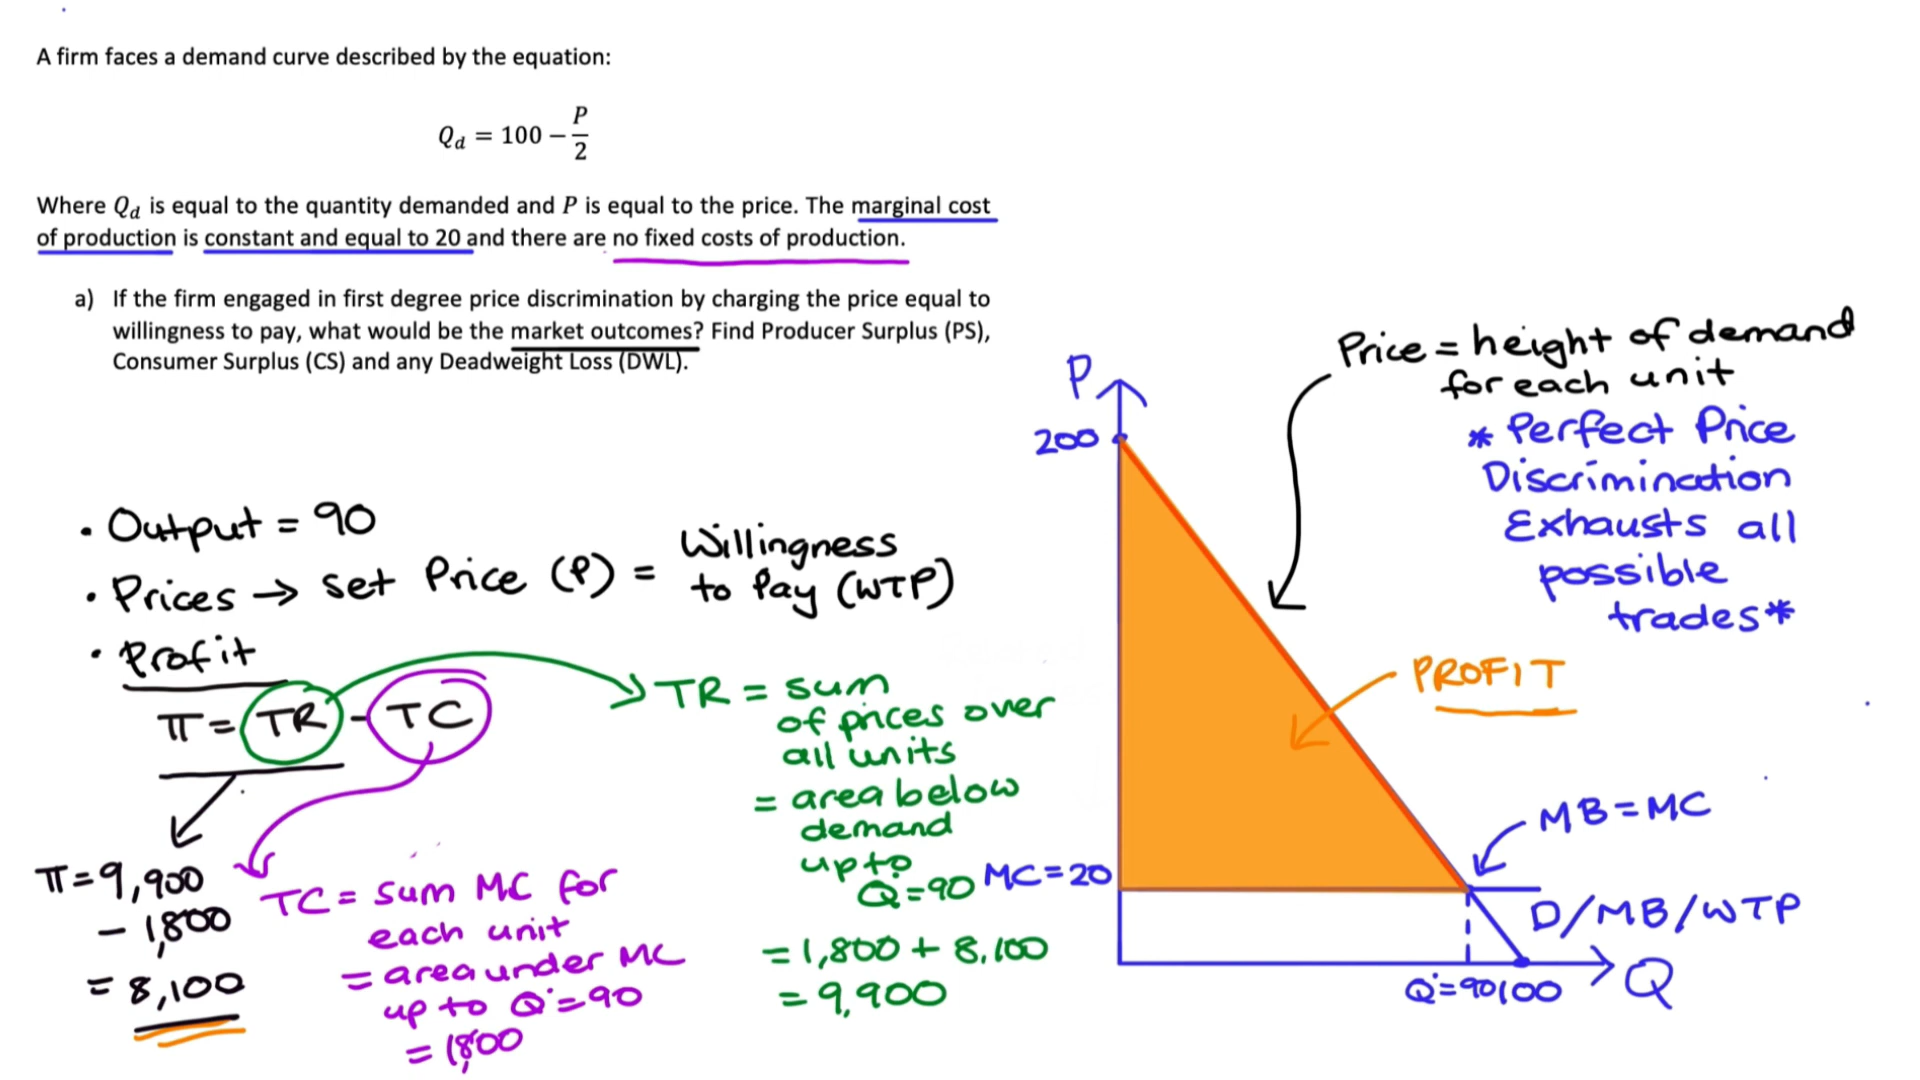 A firm faces a demand curve described by the equation:
Qd = 100 − P/2
Where Qd is equal to the quantity demanded and P is equal to the price. The marginal cost
of production is constant and equal to 20 and there are no fixed costs of production.
a) If the firm engaged in first degree price discrimination by charging the price equal to
willingness to pay, what would be the market outcomes? Find Producer Surplus (PS),
Consumer Surplus (CS) and any Deadweight Loss (DWL).
• Output = 90
• Prices → set Price (P) = Willingness
to Pay (WTP)
• Profit
π = TR - TC
π = 9,900
- 1,800
= 8,100
TC = sum MC for
each unit
= area under MC
up to Q* = 90
= 1,800
TR = sum
of prices over
all units
= area below
demand
up to
Q* = 90
= 1,800 + 8,100
= 9,900
P
200
MC = 20
Price = height of demand
for each unit
* Perfect Price
Discrimination
Exhausts all
possible
trades *
PROFIT
MB = MC
D/MB/WTP
Q* = 90
100
Q